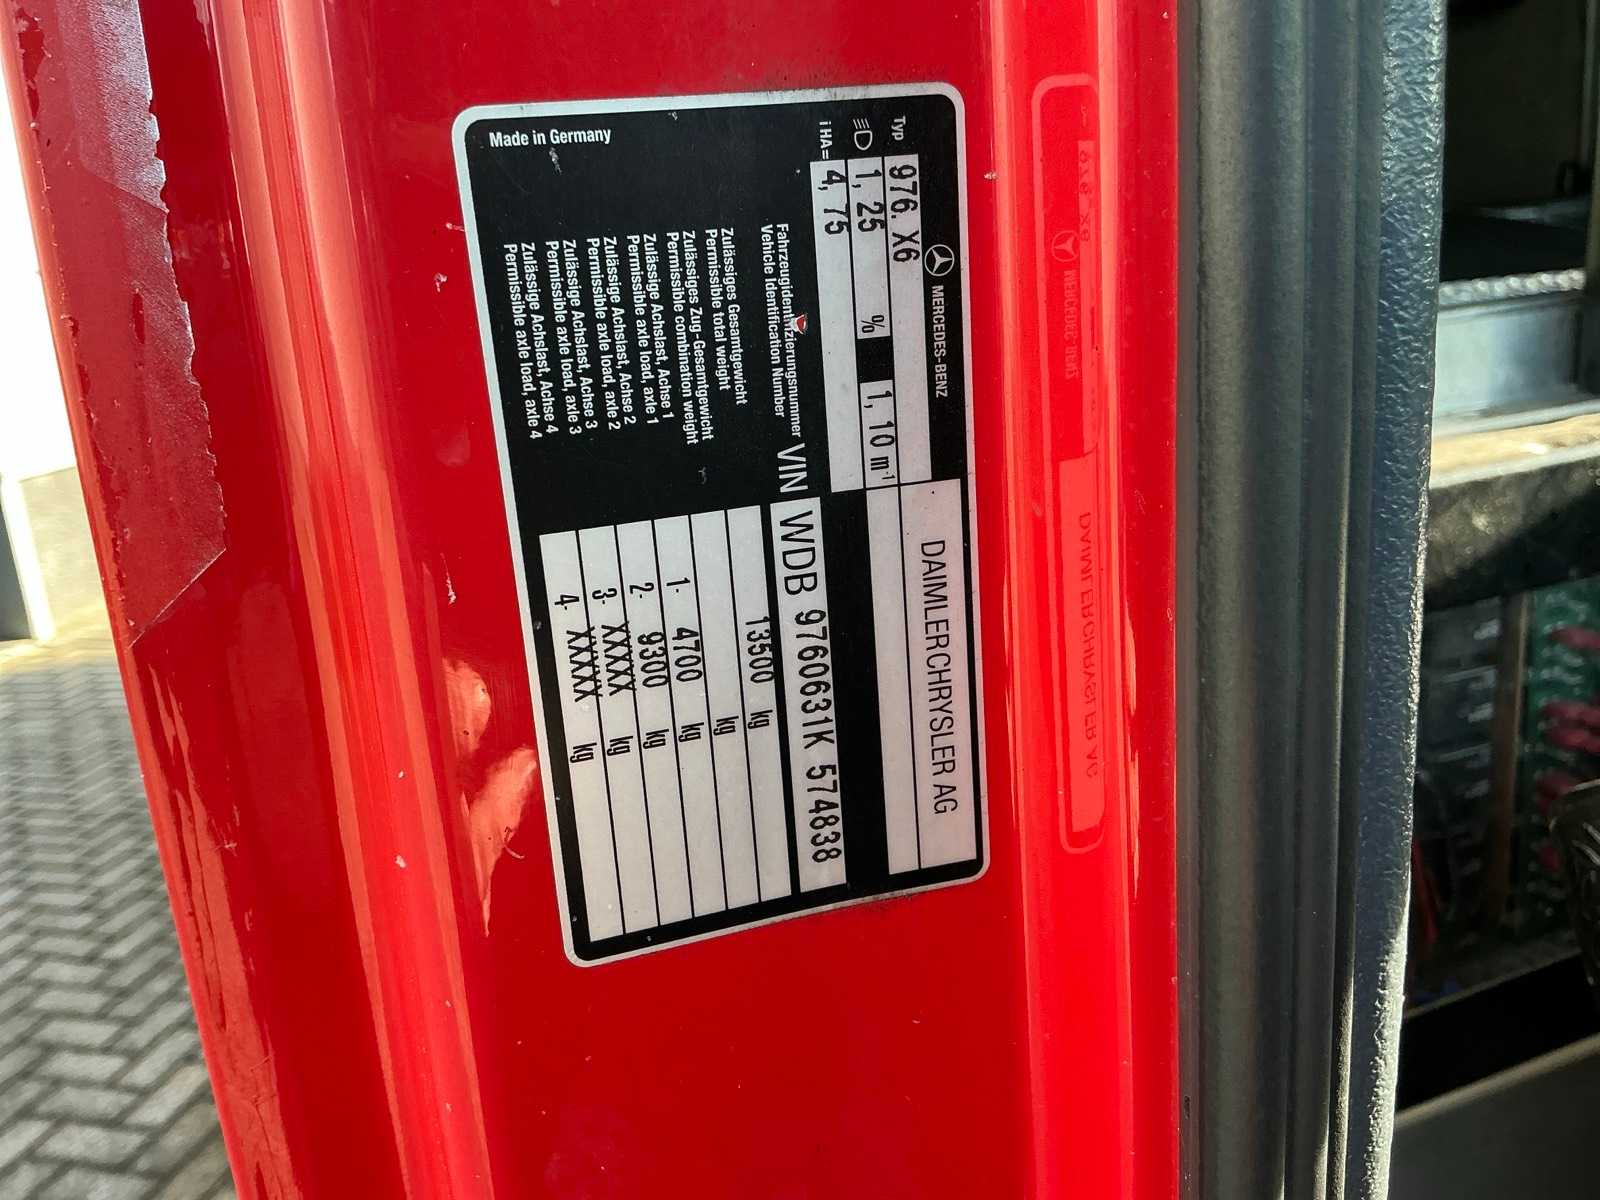 MERCEDES-BENZ
DAIMLERCHRYSLER AG
Typ 976. X6
1, 25 % 1, 10 m-1
i HA= 4, 75
Fahrzeugidentifizierungsnummer
Vehicle Identification Number VIN WDB 9760631K 574838
Zulässiges Gesamtgewicht
Permissible total weight 13500 kg
Zulässiges Zug-Gesamtgewicht
Permissible combination weight kg
Zulässige Achslast, Achse 1
Permissible axle load, axle 1 1- 4700 kg
Zulässige Achslast, Achse 2
Permissible axle load, axle 2 2- 9300 kg
Zulässige Achslast, Achse 3
Permissible axle load, axle 3 3- XXXXX kg
Zulässige Achslast, Achse 4
Permissible axle load, axle 4 4- XXXXX kg
Made in Germany